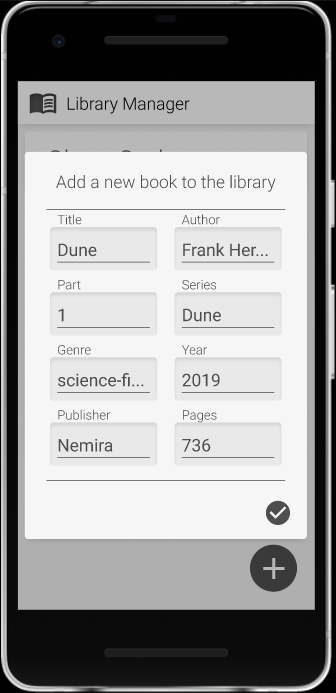 Library Manager
Add a new book to the library
Title Author
Dune Frank Her...
Part Series
1 Dune
Genre Year
science-fi... 2019
Publisher Pages
Nemira 736